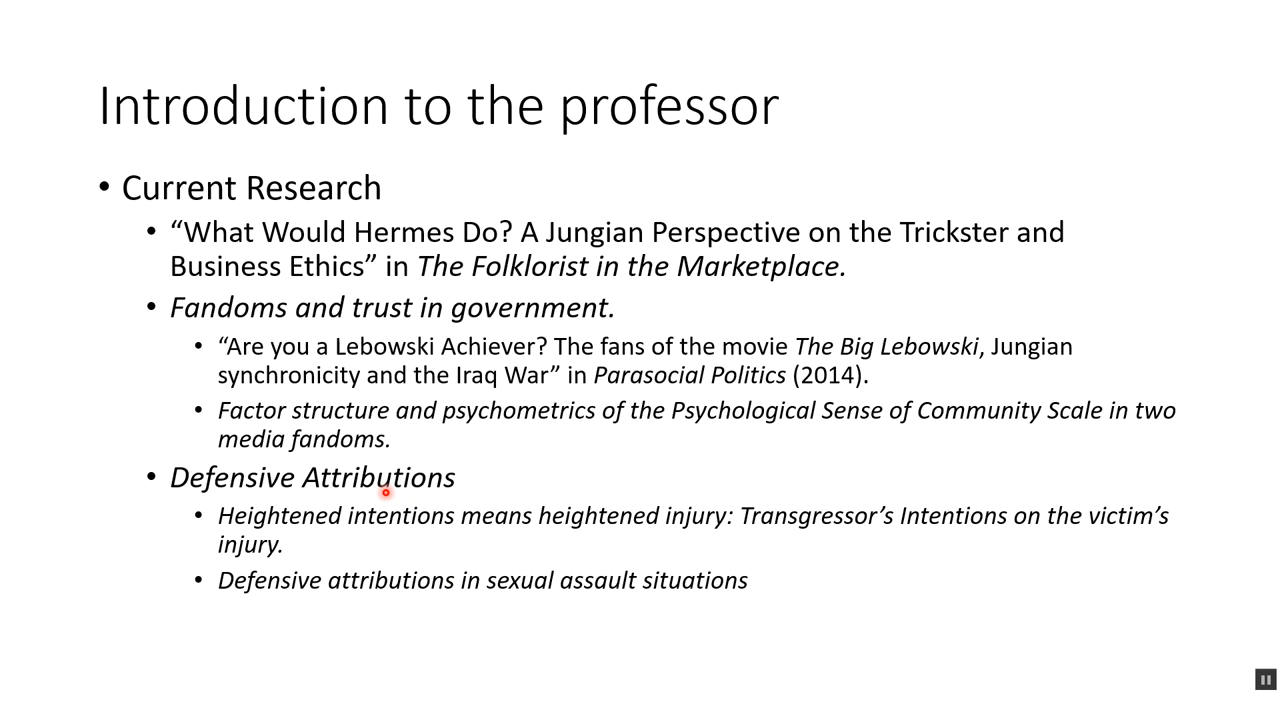 Introduction to the professor
• Current Research
• “What Would Hermes Do? A Jungian Perspective on the Trickster and
Business Ethics” in The Folklorist in the Marketplace.
• Fandoms and trust in government.
• “Are you a Lebowski Achiever? The fans of the movie The Big Lebowski, Jungian
synchronicity and the Iraq War” in Parasocial Politics (2014).
• Factor structure and psychometrics of the Psychological Sense of Community Scale in two
media fandoms.
• Defensive Attributions
• Heightened intentions means heightened injury: Transgressor’s Intentions on the victim’s
injury.
• Defensive attributions in sexual assault situations